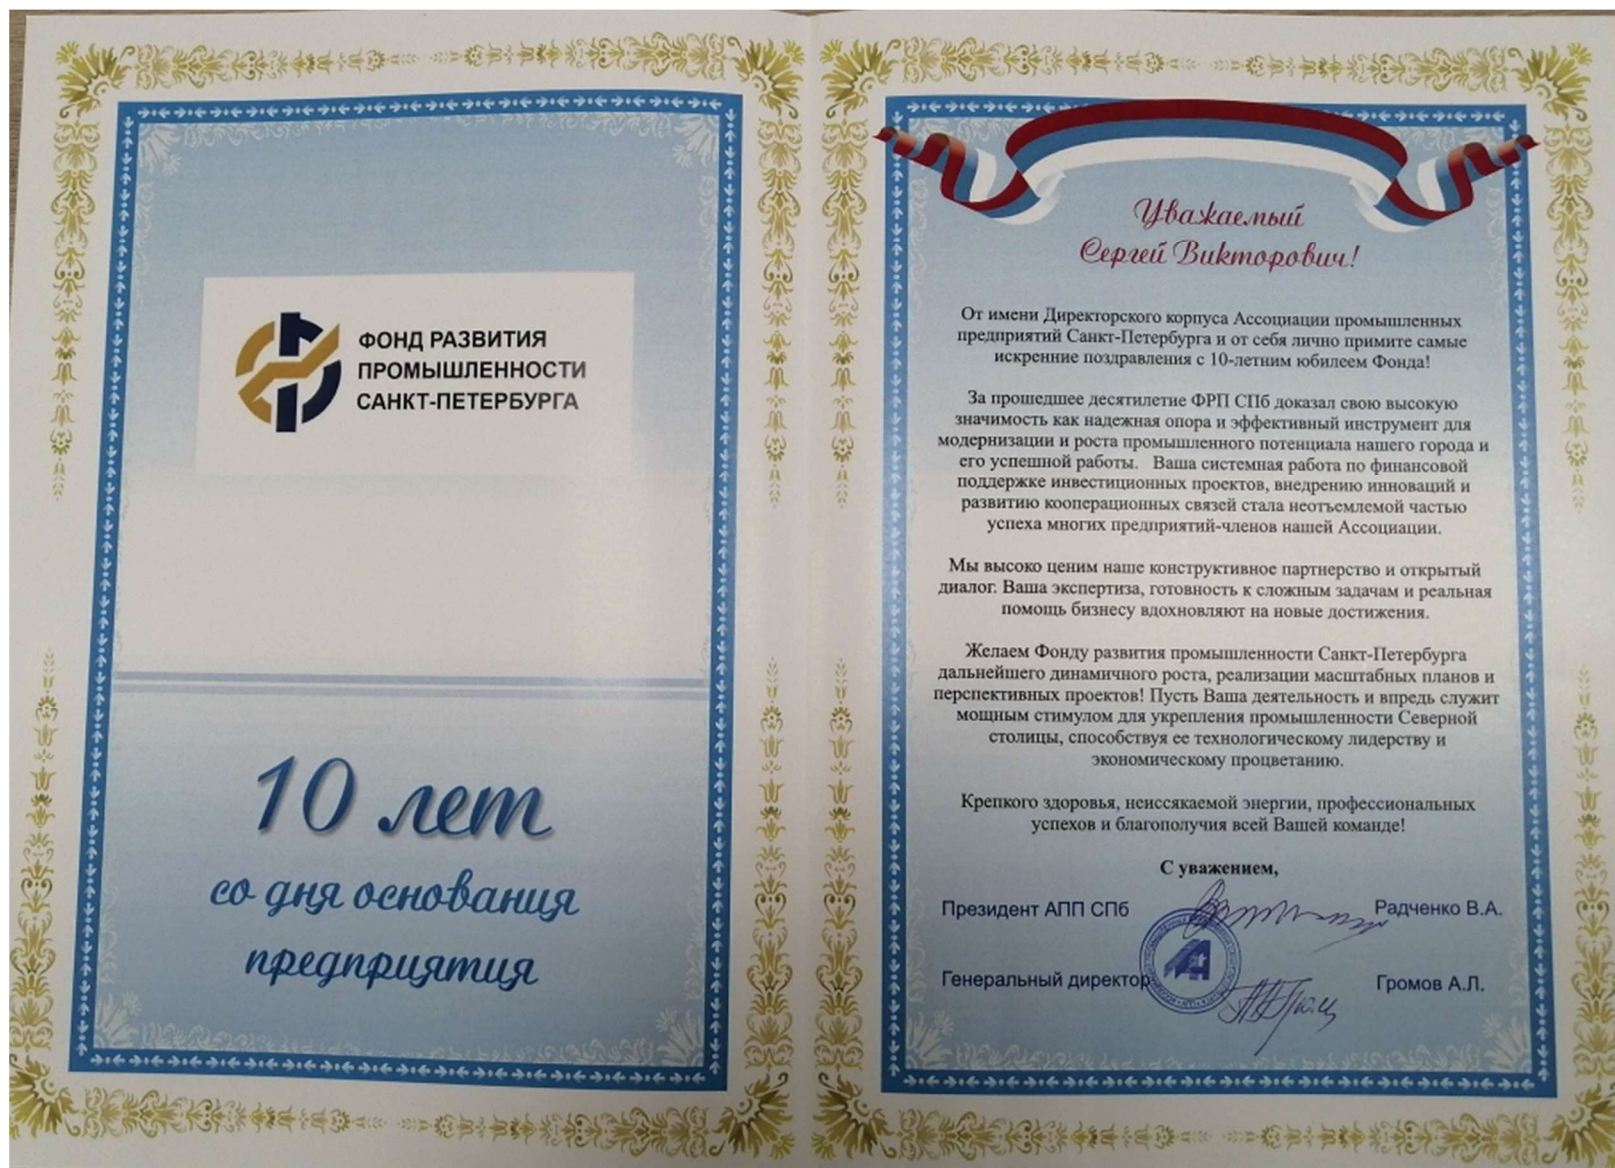 ФОНД РАЗВИТИЯ
ПРОМЫШЛЕННОСТИ
САНКТ-ПЕТЕРБУРГА
10 лет
со дня основания
предприятия
Уважаемый
Сергей Викторович!
От имени Директорского корпуса Ассоциации промышленных
предприятий Санкт-Петербурга и от себя лично примите самые
искренние поздравления с 10-летним юбилеем Фонда!
За прошедшее десятилетие ФРП СПб доказал свою высокую
значимость как надежная опора и эффективный инструмент для
модернизации и роста промышленного потенциала нашего города и
его успешной работы. Ваша системная работа по финансовой
поддержке инвестиционных проектов, внедрению инноваций и
развитию кооперационных связей стала неотъемлемой частью
успеха многих предприятий-членов нашей Ассоциации.
Мы высоко ценим наше конструктивное партнерство и открытый
диалог. Ваша экспертиза, готовность к сложным задачам и реальная
помощь бизнесу вдохновляют на новые достижения.
Желаем Фонду развития промышленности Санкт-Петербурга
дальнейшего динамичного роста, реализации масштабных планов и
перспективных проектов! Пусть Ваша деятельность и впредь служит
мощным стимулом для укрепления промышленности Северной
столицы, способствуя ее технологическому лидерству и
экономическому процветанию.
Крепкого здоровья, неиссякаемой энергии, профессиональных
успехов и благополучия всей Вашей команде!
С уважением,
Президент АПП СПб Радченко В.А.
Генеральный директор Громов А.Л.